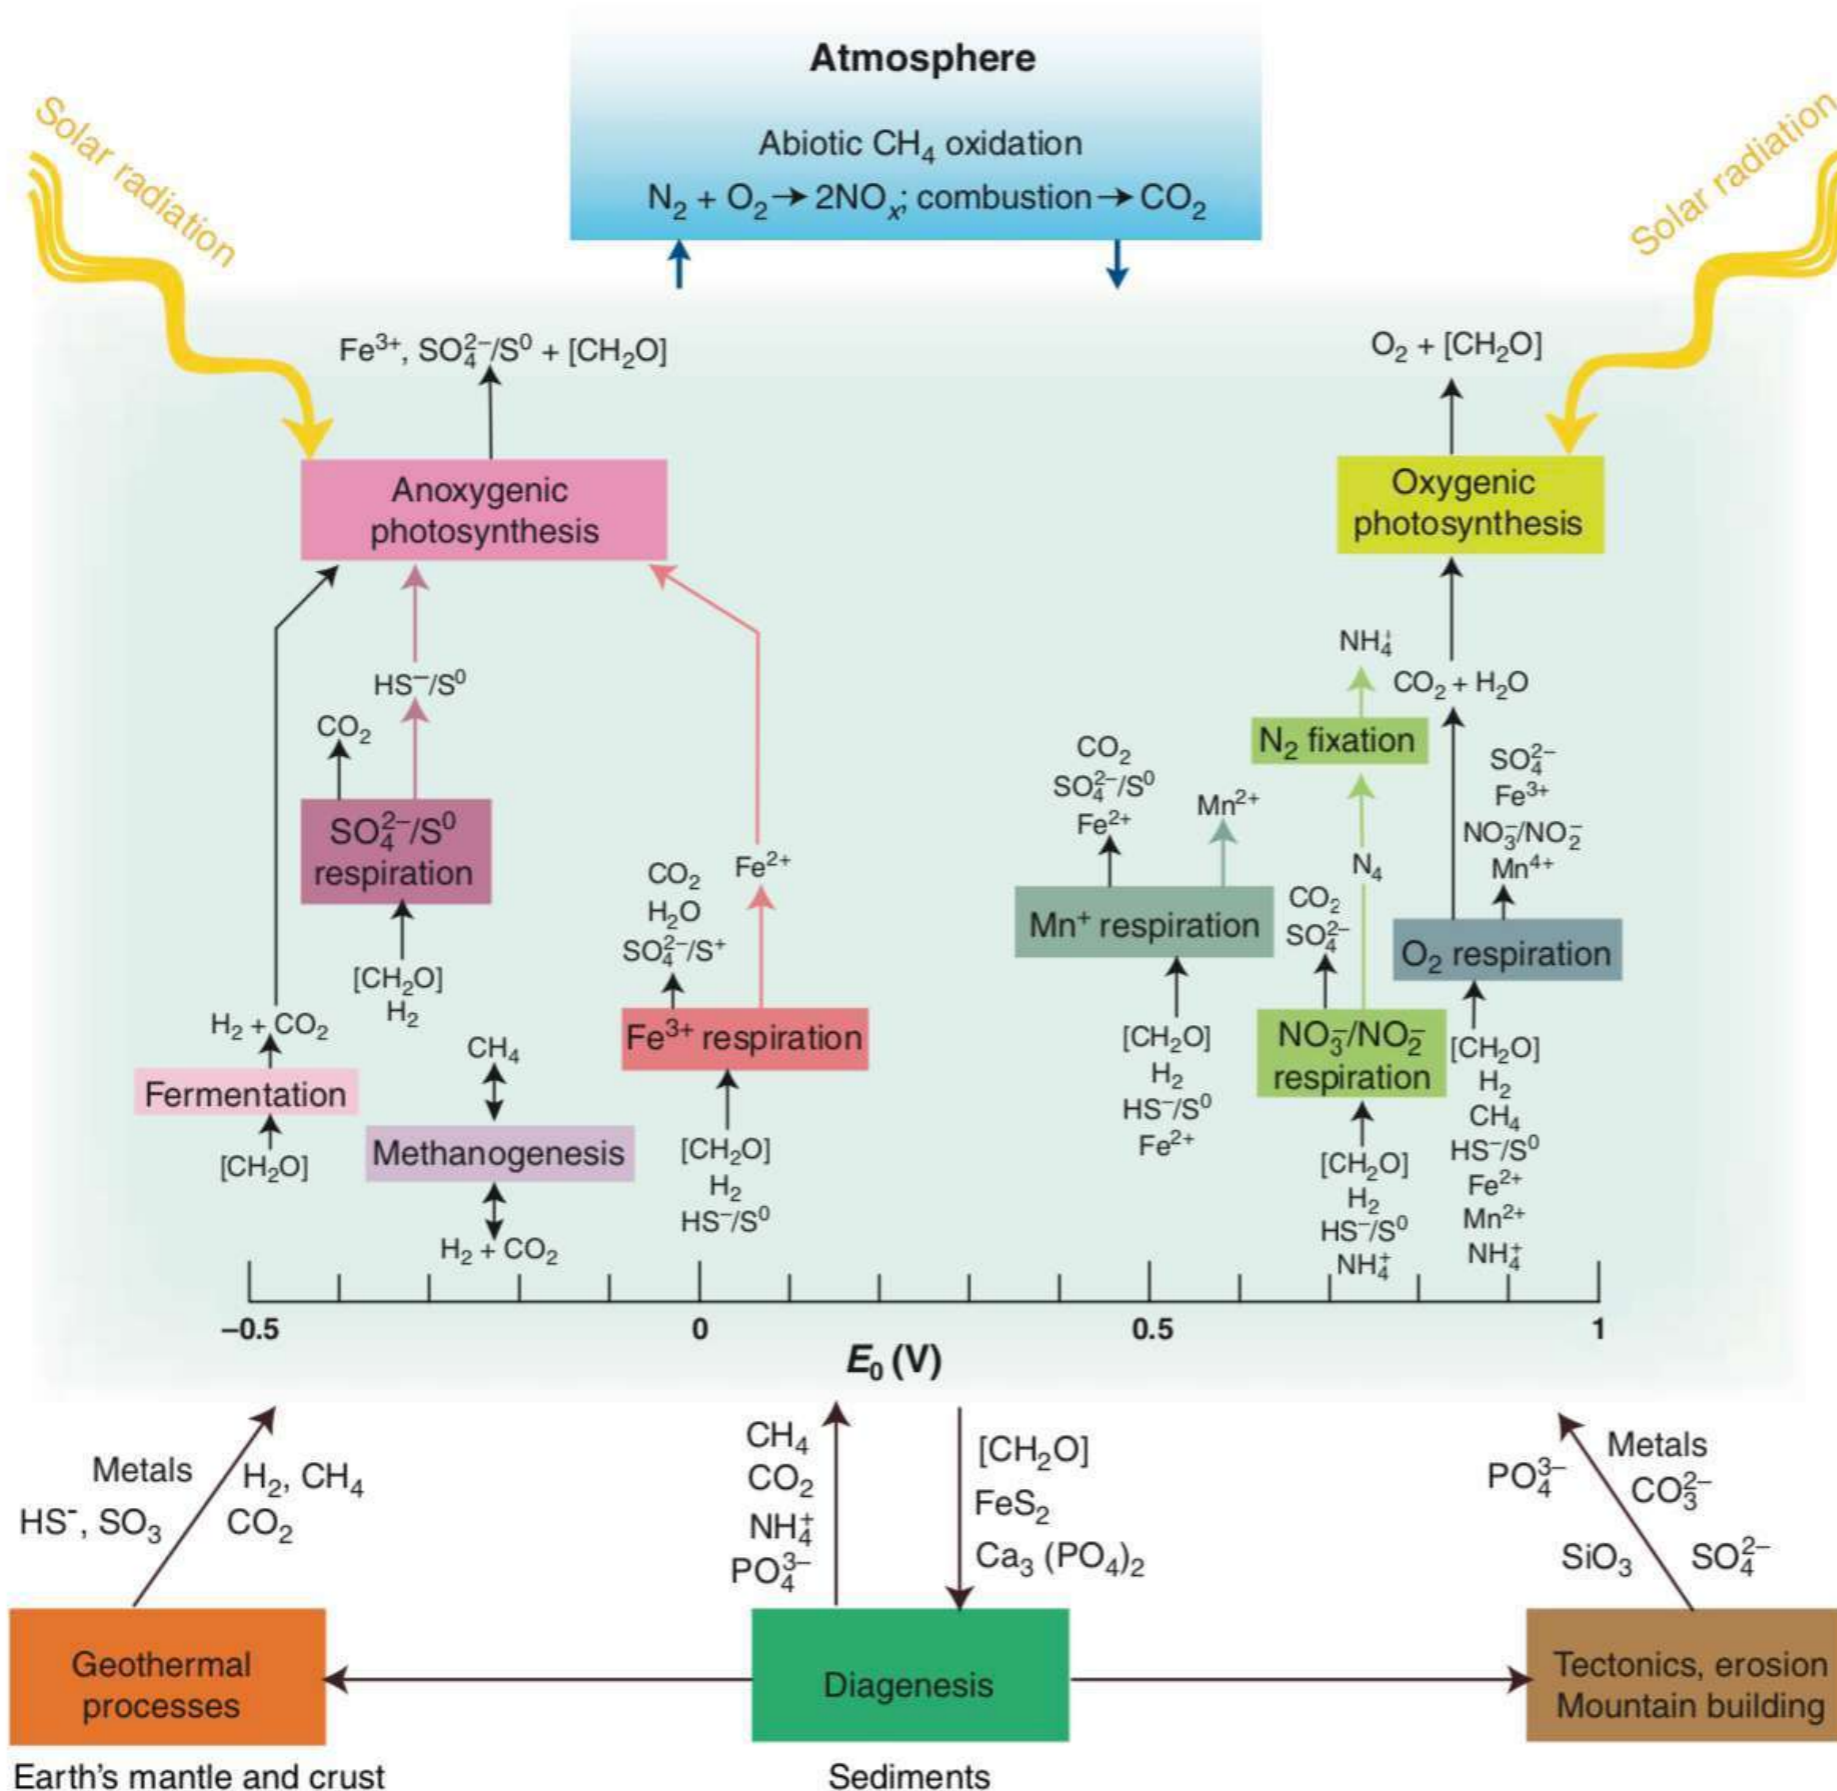 Atmosphere
Abiotic CH₄ oxidation
N₂ + O₂→2NOₓ; combustion→CO₂
Solar radiation
Solar radiation
Fe³⁺, SO₄²⁻/S⁰ + [CH₂O]
O₂ + [CH₂O]
Anoxygenic
photosynthesis
Oxygenic
photosynthesis
HS⁻/S⁰
CO₂
SO₄²⁻/S⁰
respiration
[CH₂O]
H₂
H₂ + CO₂
Fermentation
[CH₂O]
CH₄
Methanogenesis
H₂ + CO₂
Fe²⁺
CO₂
H₂O
SO₄²⁻/S⁺
Fe³⁺ respiration
[CH₂O]
H₂
HS⁻/S⁰
CO₂
SO₄²⁻/S⁰
Fe²⁺
Mn²⁺
Mn⁺ respiration
[CH₂O]
H₂
HS⁻/S⁰
Fe²⁺
NH₄⁺
N₂ fixation
N₄
CO₂
SO₄²⁻
NO₃⁻/NO₂⁻
respiration
[CH₂O]
H₂
HS⁻/S⁰
NH₄⁺
CO₂ + H₂O
SO₄²⁻
Fe³⁺
NO₃⁻/NO₂⁻
Mn⁴⁺
O₂ respiration
[CH₂O]
H₂
CH₄
HS⁻/S⁰
Fe²⁺
Mn²⁺
NH₄⁺
–0.5 0 0.5 1
E₀ (V)
Metals
H₂, CH₄
HS⁻, SO₃
CO₂
CH₄
CO₂
NH₄⁺
PO₄³⁻
[CH₂O]
FeS₂
Ca₃ (PO₄)₂
Metals
PO₄³⁻
CO₃²⁻
SiO₃
SO₄²⁻
Geothermal
processes
Diagenesis
Tectonics, erosion
Mountain building
Earth's mantle and crust
Sediments